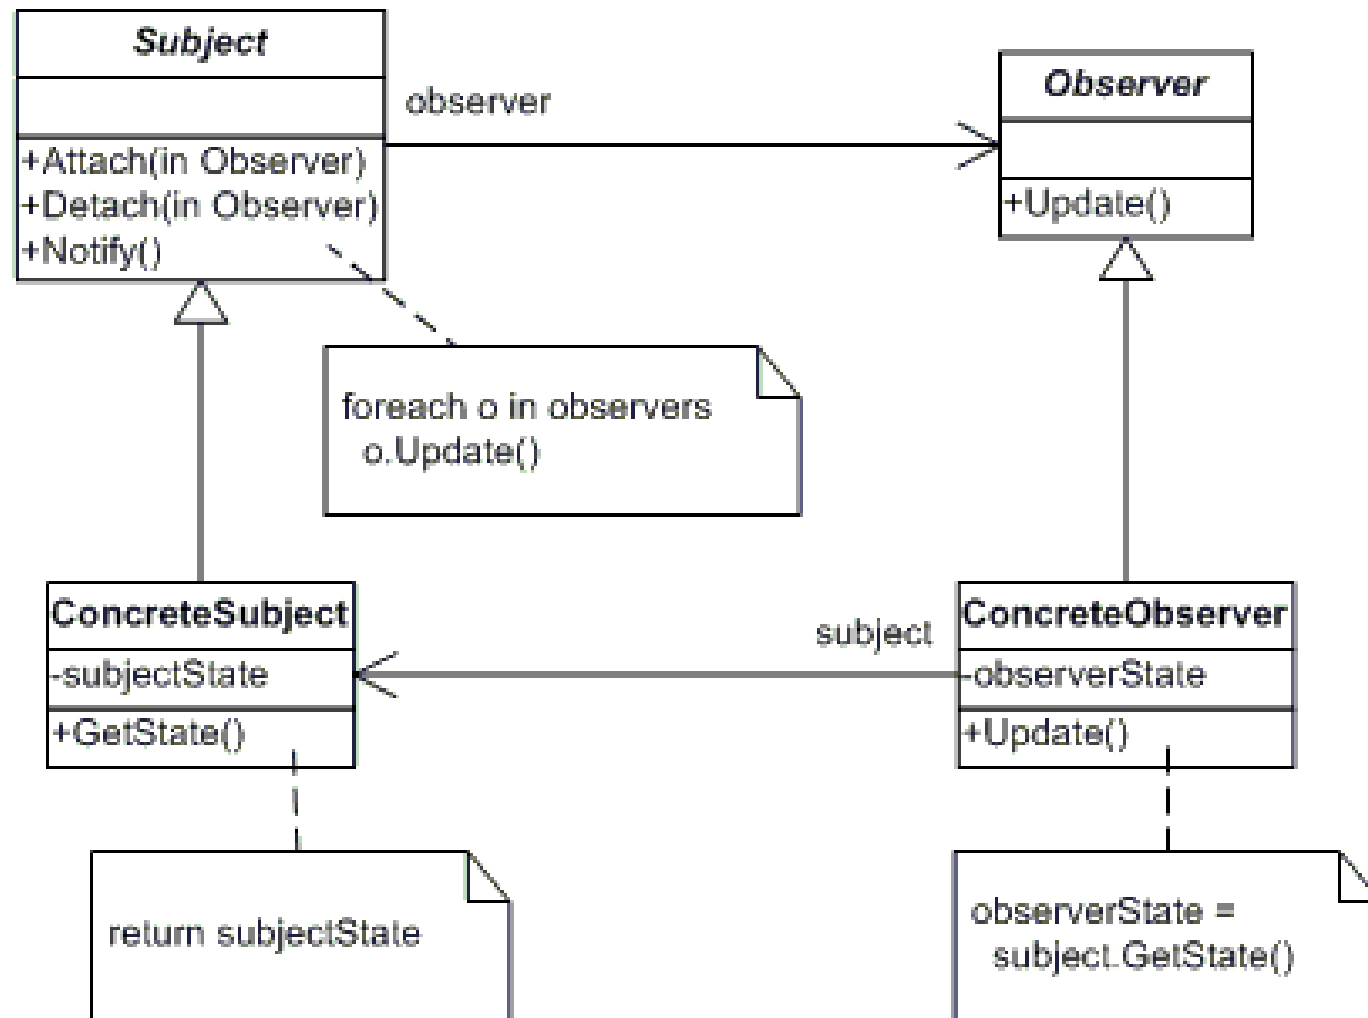 Subject
+Attach(in Observer)
+Detach(in Observer)
+Notify()
observer
Observer
+Update()
foreach o in observers
o.Update()
ConcreteSubject
-subjectState
+GetState()
subject
ConcreteObserver
-observerState
+Update()
return subjectState
observerState =
subject.GetState()